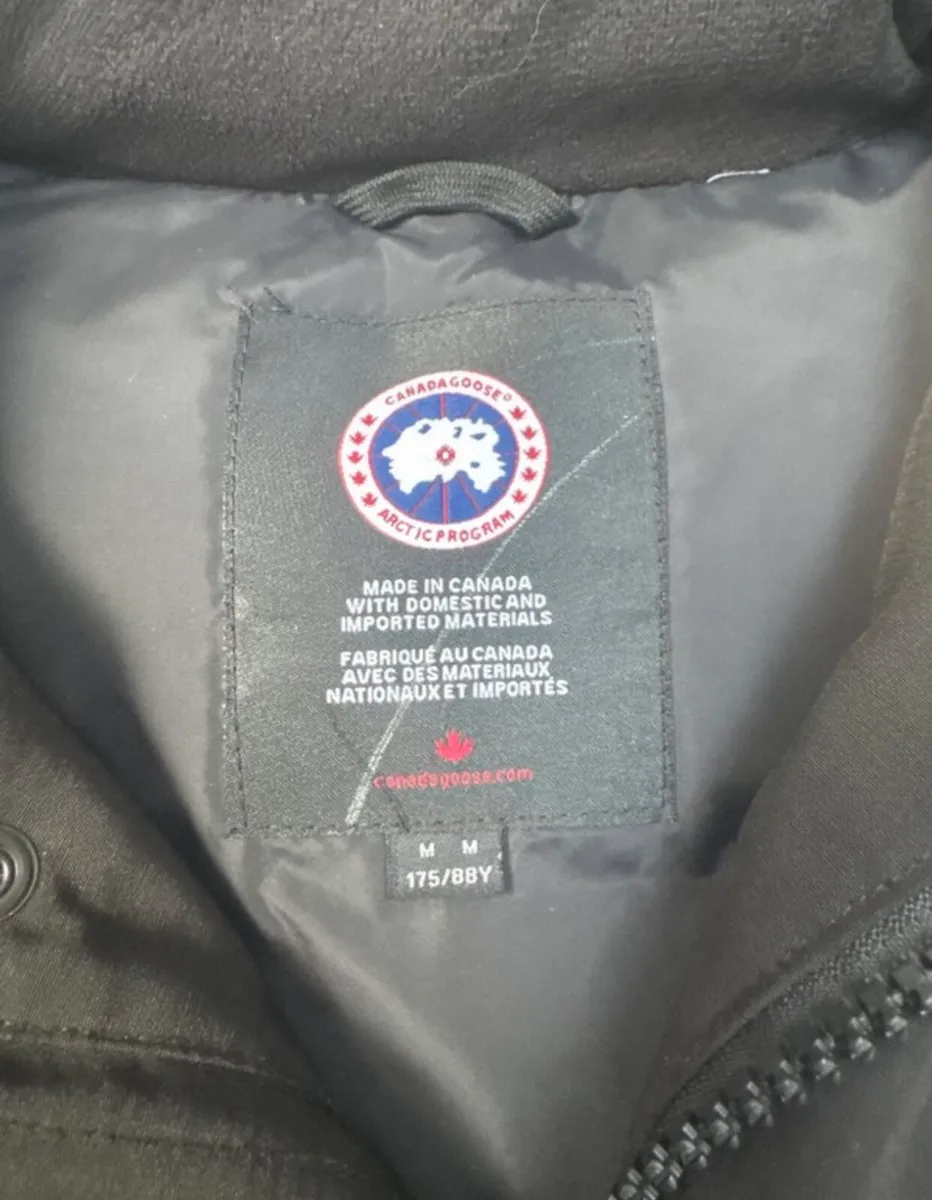 CANADA GOOSE®
ARCTIC PROGRAM
MADE IN CANADA
WITH DOMESTIC AND
IMPORTED MATERIALS
FABRIQUÉ AU CANADA
AVEC DES MATERIAUX
NATIONAUX ET IMPORTÉS
canadagoose.com
M M
175/88Y